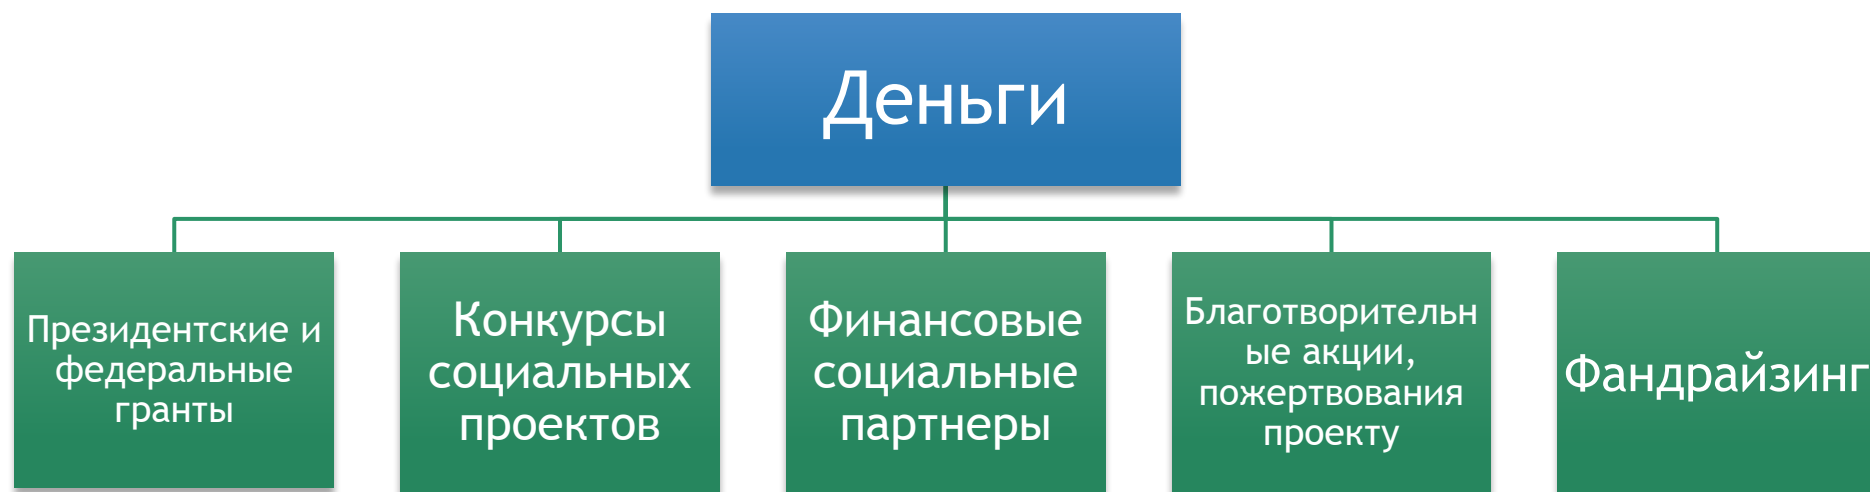 Деньги
Президентские и
федеральные
гранты
Конкурсы
социальных
проектов
Финансовые
социальные
партнеры
Благотворительн
ые акции,
пожертвования
проекту
Фандрайзинг